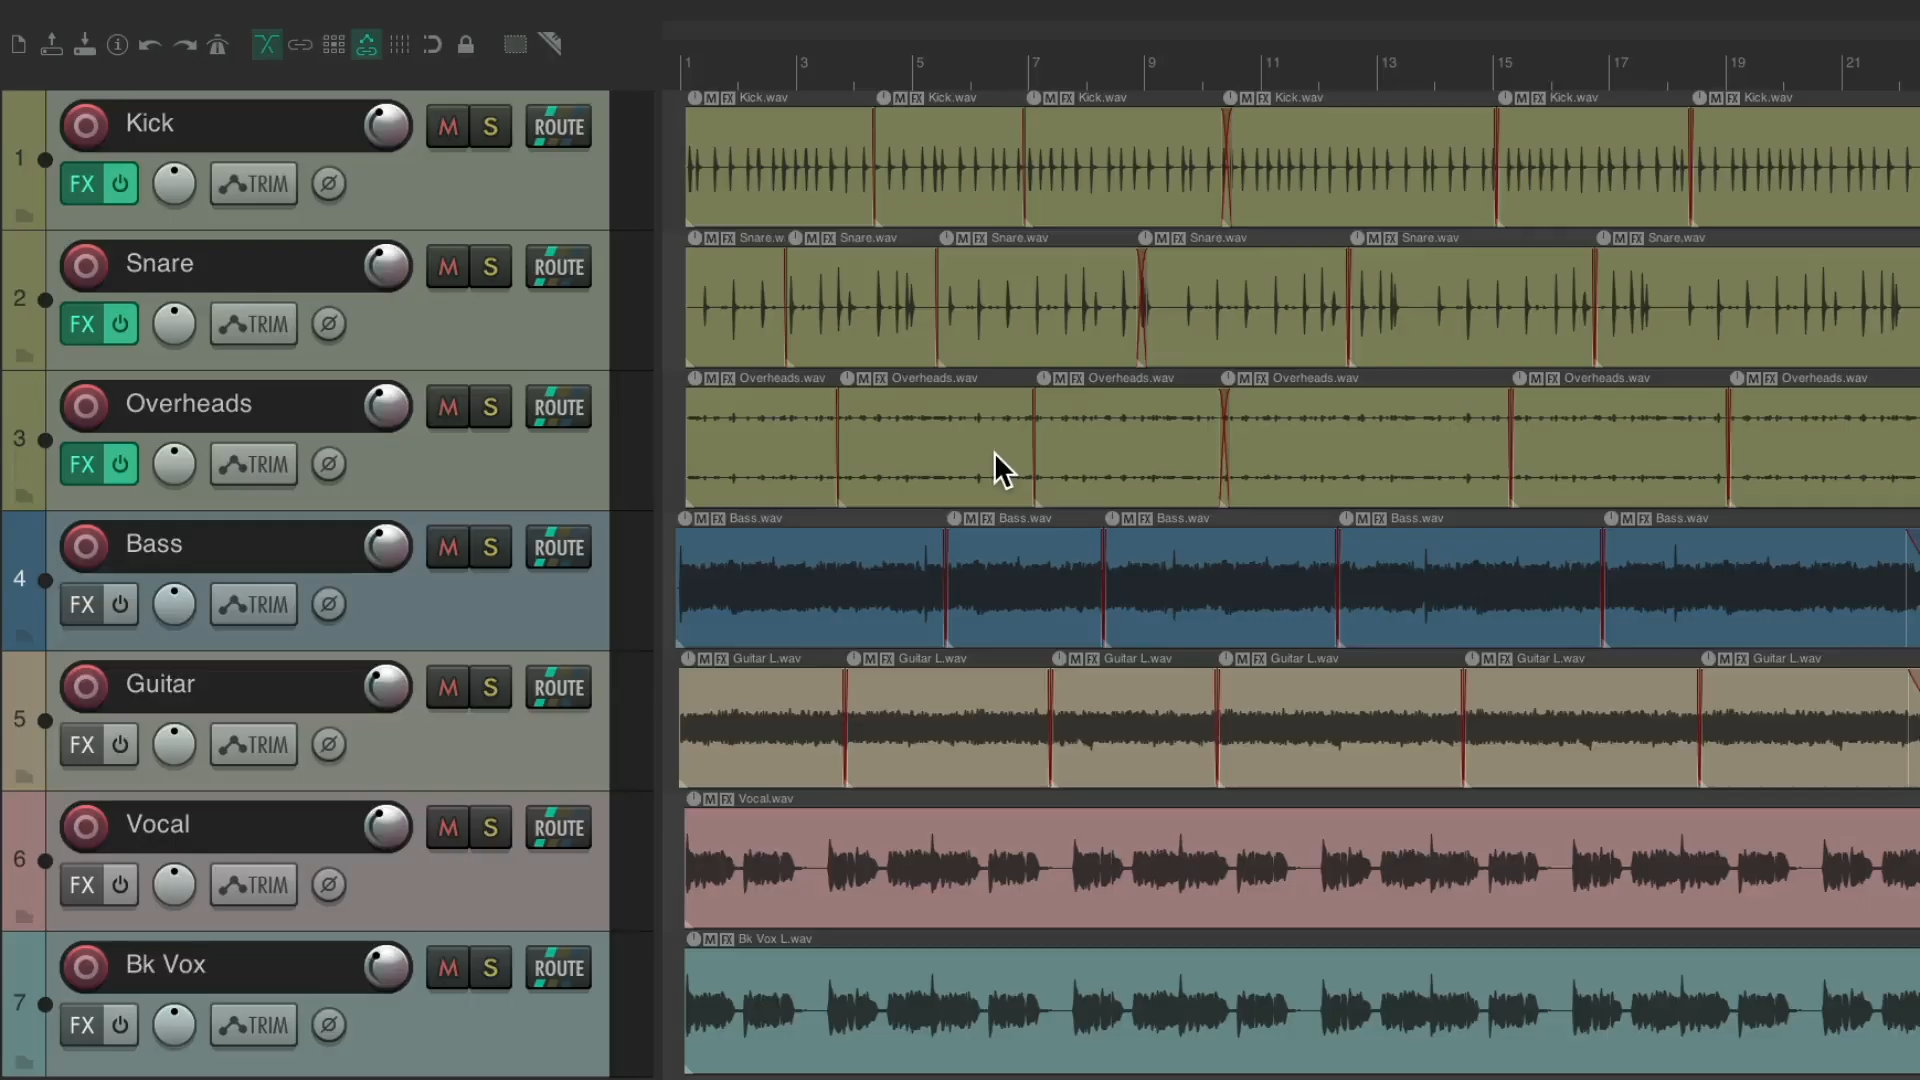 1 3 5 7 9 11 13 15 17 19 21
M FX Kick.wav M FX Kick.wav M FX Kick.wav M FX Kick.wav M FX Kick.wav M FX Kick.wav
Kick M S ROUTE
1
FX TRIM
M FX Snare.w M FX Snare.wav M FX Snare.wav M FX Snare.wav M FX Snare.wav M FX Snare.wav
Snare M S ROUTE
2
FX TRIM
M FX Overheads.wav M FX Overheads.wav M FX Overheads.wav M FX Overheads.wav M FX Overheads.wav M FX Overheads.wav
Overheads M S ROUTE
3
FX TRIM
M FX Bass.wav M FX Bass.wav M FX Bass.wav M FX Bass.wav M FX Bass.wav
Bass M S ROUTE
4
FX TRIM
M FX Guitar L.wav M FX Guitar L.wav M FX Guitar L.wav M FX Guitar L.wav M FX Guitar L.wav M FX Guitar L.wav
Guitar M S ROUTE
5
FX TRIM
M FX Vocal.wav
Vocal M S ROUTE
6
FX TRIM
M FX Bk Vox L.wav
Bk Vox M S ROUTE
7
FX TRIM